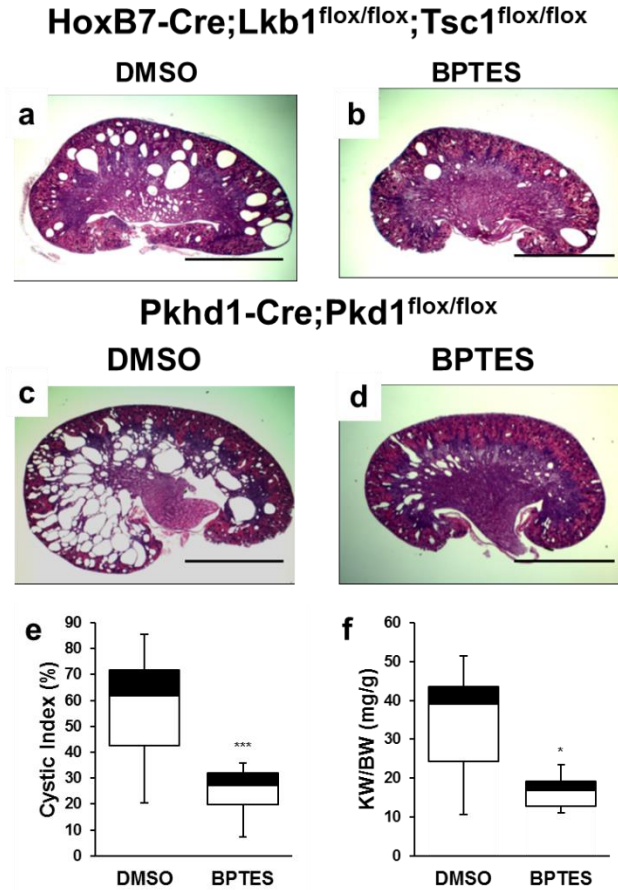 HoxB7-Cre;Lkb1flox/flox;Tsc1flox/flox
DMSO BPTES
a b
Pkhd1-Cre;Pkd1flox/flox
DMSO BPTES
c d
e f
Cystic Index (%)
90
80
70
60
50
40
30
20
10
0
***
DMSO BPTES
KW/BW (mg/g)
60
50
40
30
20
10
0
*
DMSO BPTES